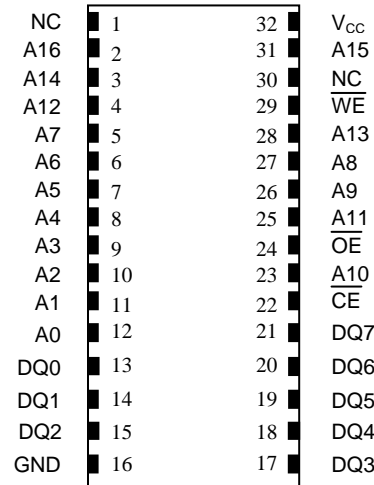 NC 1 32 VCC
A16 2 31 A15
A14 3 30 NC
A12 4 29 WE
A7 5 28 A13
A6 6 27 A8
A5 7 26 A9
A4 8 25 A11
A3 9 24 OE
A2 10 23 A10
A1 11 22 CE
A0 12 21 DQ7
DQ0 13 20 DQ6
DQ1 14 19 DQ5
DQ2 15 18 DQ4
GND 16 17 DQ3